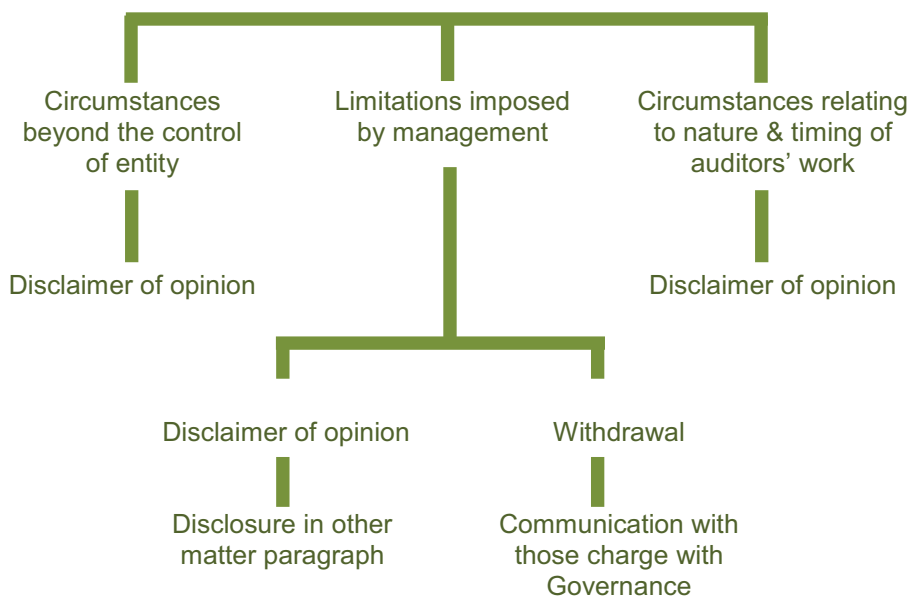 Circumstances
beyond the control
of entity
Limitations imposed
by management
Circumstances relating
to nature & timing of
auditors' work
Disclaimer of opinion
Disclaimer of opinion
Disclaimer of opinion
Withdrawal
Disclosure in other
matter paragraph
Communication with
those charge with
Governance